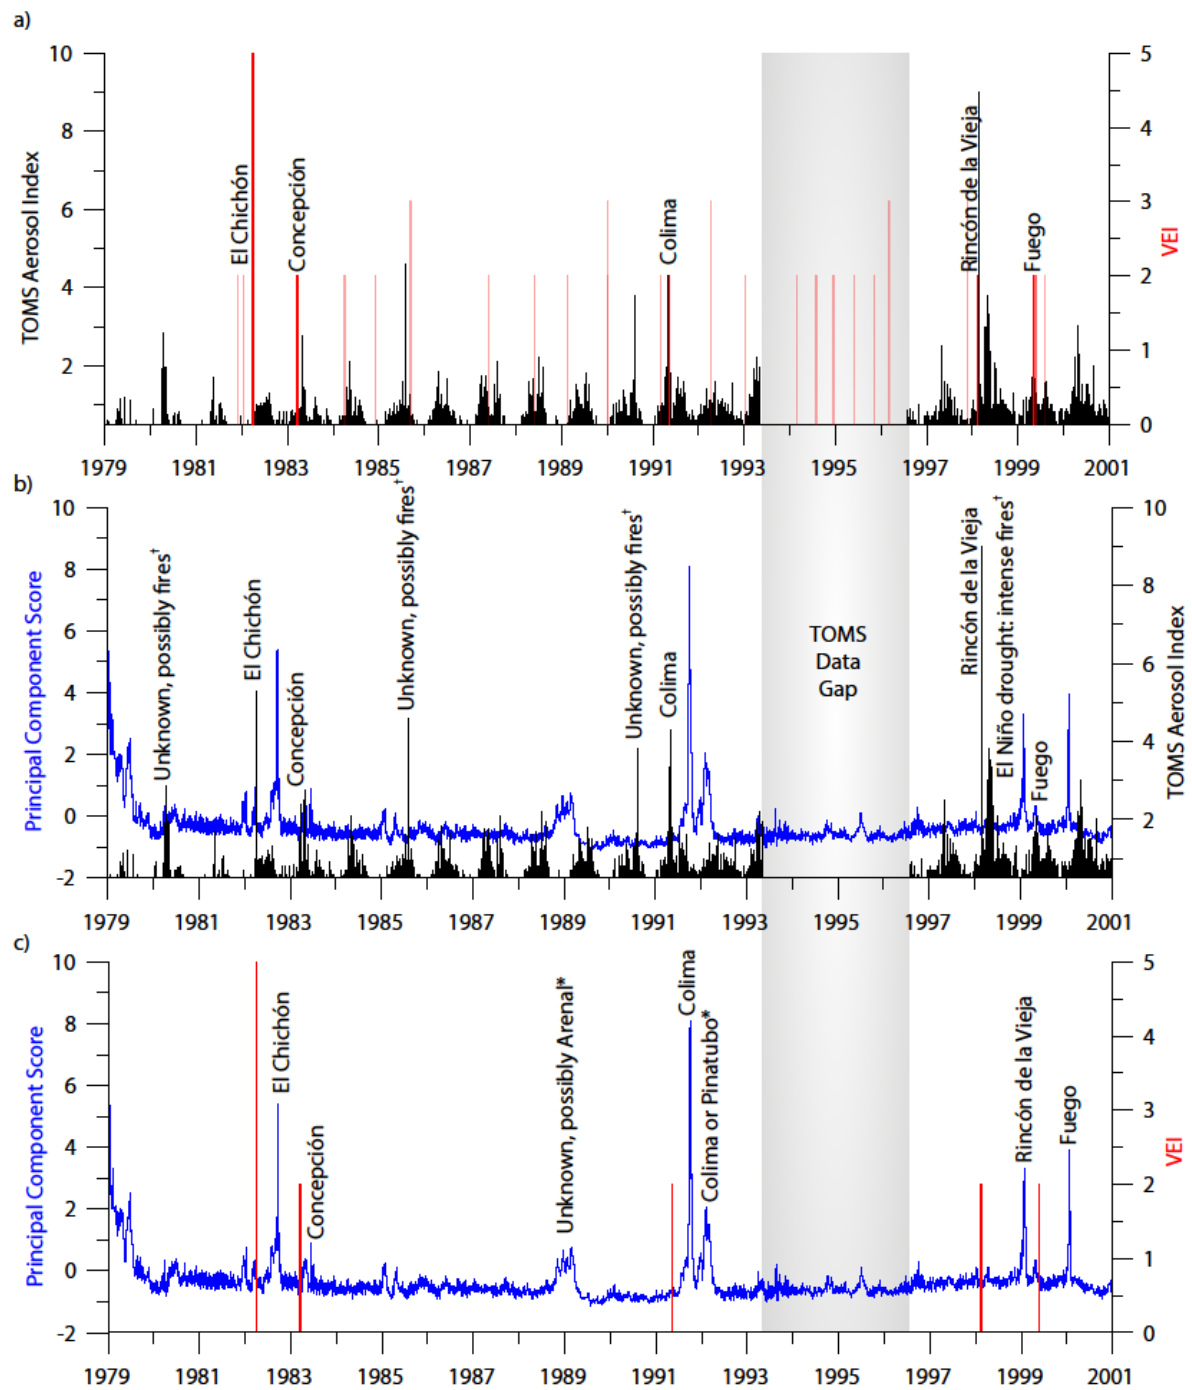 a)
10
8
6
4
2
TOMS Aerosol Index
El Chichón
Concepción
Colima
Rincón de la Vieja
Fuego
5
4
3
2
1
0
VEI
1979 1981 1983 1985 1987 1989 1991 1993 1995 1997 1999 2001
b)
10
8
6
4
2
0
-2
Principal Component Score
Unknown, possibly fires†
El Chichón
Concepción
Unknown, possibly fires†
Unknown, possibly fires†
Colima
TOMS
Data
Gap
Rincón de la Vieja
El Niño drought: intense fires†
Fuego
10
8
6
4
2
TOMS Aerosol Index
1979 1981 1983 1985 1987 1989 1991 1993 1995 1997 1999 2001
c)
10
8
6
4
2
0
-2
Principal Component Score
El Chichón
Concepción
Unknown, possibly Arenal*
Colima
Colima or Pinatubo*
Rincón de la Vieja
Fuego
5
4
3
2
1
0
VEI
1979 1981 1983 1985 1987 1989 1991 1993 1995 1997 1999 2001